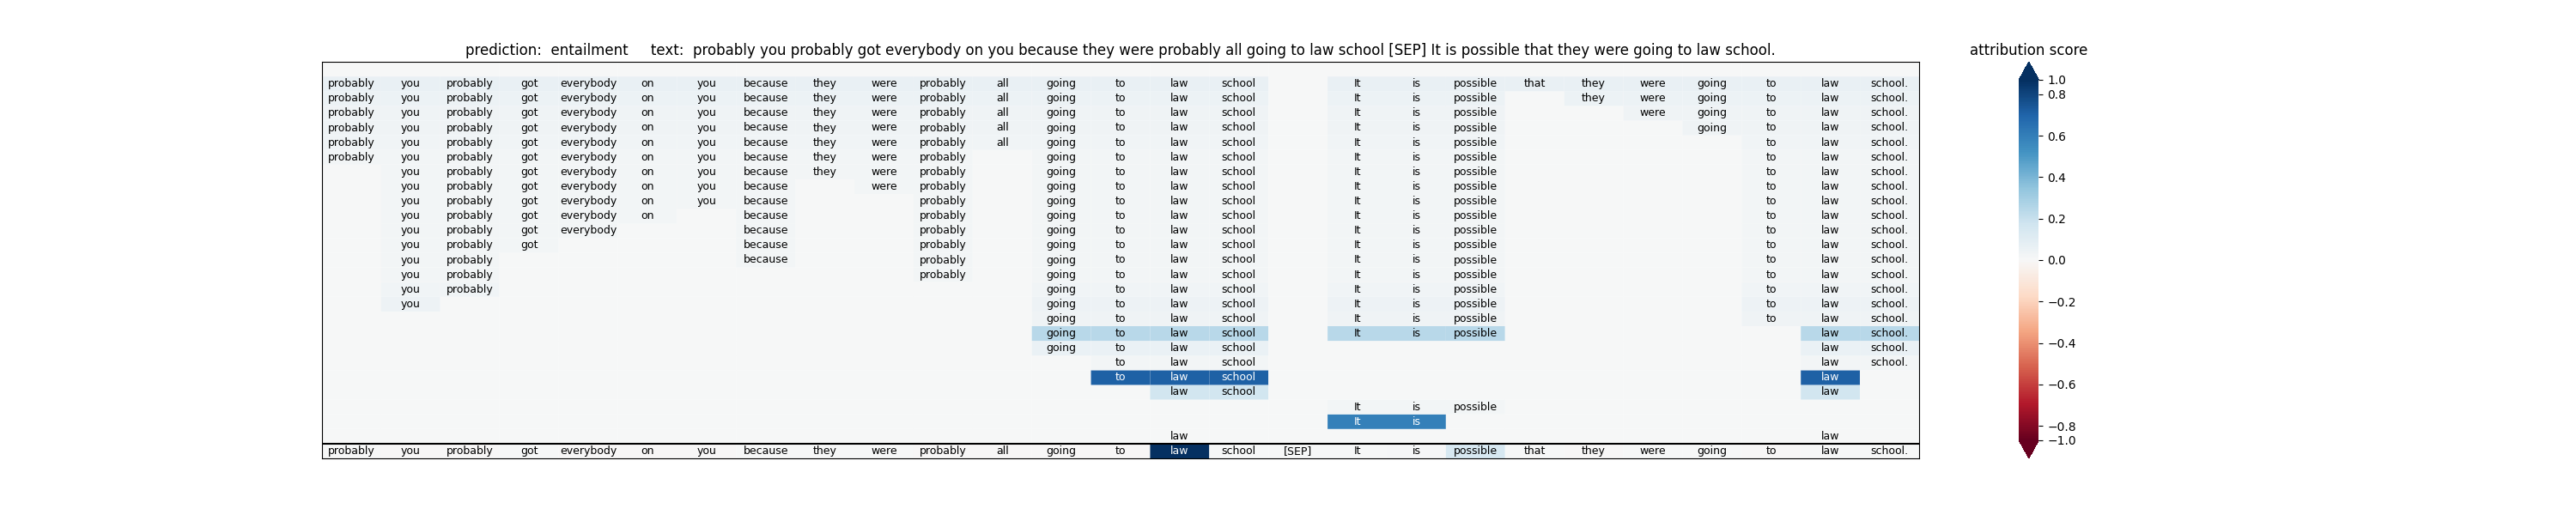 prediction: entailment text: probably you probably got everybody on you because they were probably all going to law school [SEP] It is possible that they were going to law school.
attribution score
probably you probably got everybody on you because they were probably all going to law school It is possible that they were going to law school.
probably you probably got everybody on you because they were probably all going to law school It is possible they were going to law school.
probably you probably got everybody on you because they were probably all going to law school It is possible were going to law school.
probably you probably got everybody on you because they were probably all going to law school It is possible going to law school.
probably you probably got everybody on you because they were probably all going to law school It is possible to law school.
probably you probably got everybody on you because they were probably going to law school It is possible to law school.
you probably got everybody on you because they were probably going to law school It is possible to law school.
you probably got everybody on you because were probably going to law school It is possible to law school.
you probably got everybody on you because probably going to law school It is possible to law school.
you probably got everybody on because probably going to law school It is possible to law school.
you probably got everybody because probably going to law school It is possible to law school.
you probably got because probably going to law school It is possible to law school.
you probably because probably going to law school It is possible to law school.
you probably probably going to law school It is possible to law school.
you probably going to law school It is possible to law school.
you going to law school It is possible to law school.
going to law school It is possible to law school.
going to law school It is possible law school.
going to law school law school.
to law school law school.
to law school law
law school law
It is possible
It is
law law
probably you probably got everybody on you because they were probably all going to law school [SEP] It is possible that they were going to law school.
1.0
0.8
0.6
0.4
0.2
0.0
−0.2
−0.4
−0.6
−0.8
−1.0